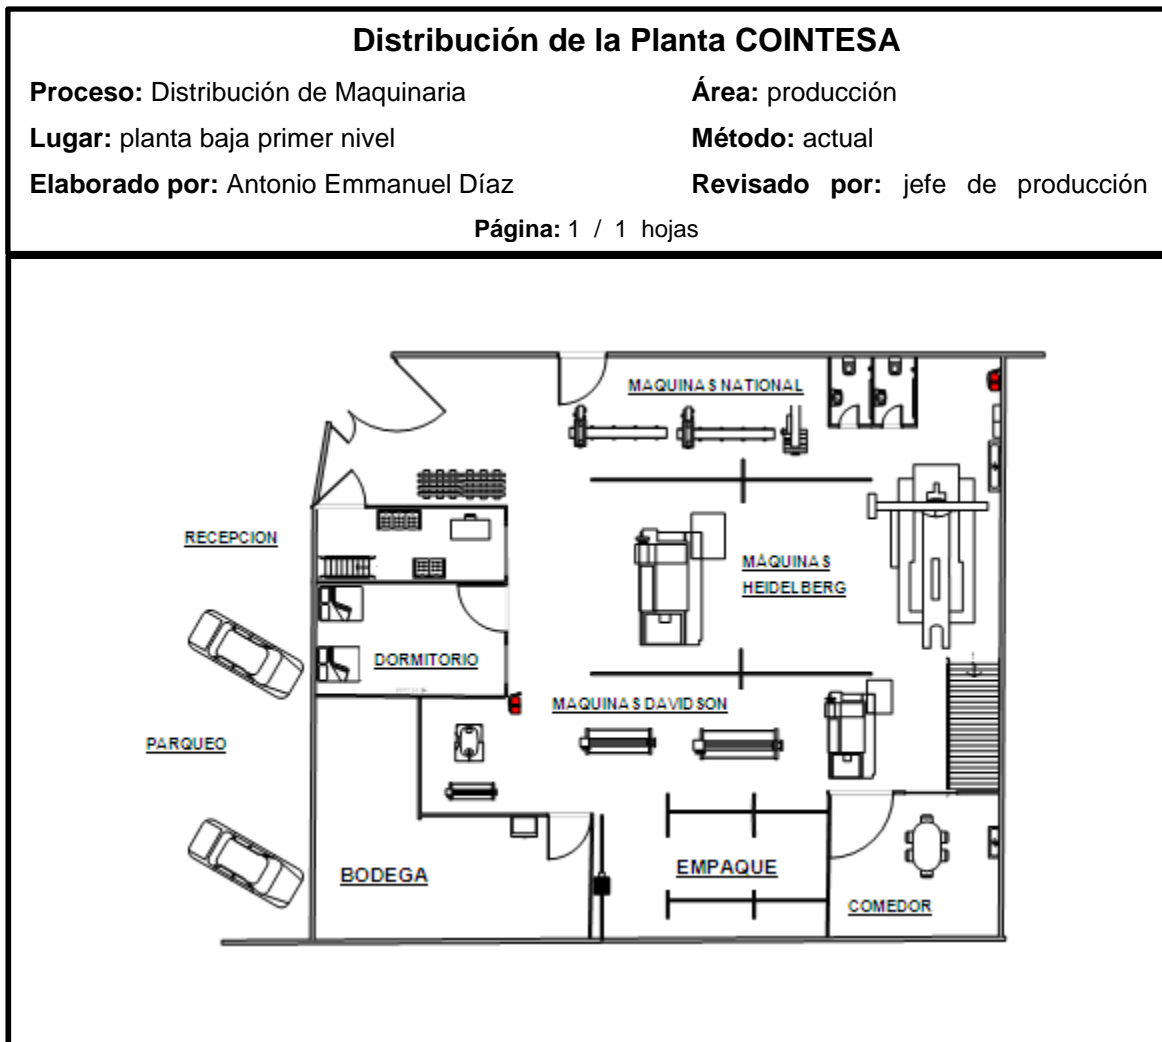 Distribución de la Planta COINTESA
Proceso: Distribución de Maquinaria
Área: producción
Lugar: planta baja primer nivel
Método: actual
Elaborado por: Antonio Emmanuel Díaz
Revisado por: jefe de producción
Página: 1 / 1 hojas
MAQUINAS NATIONAL
RECEPCION
MÁQUINAS
HEIDELBERG
DORMITORIO
MAQUINAS DAVIDSON
PARQUEO
BODEGA
EMPAQUE
COMEDOR